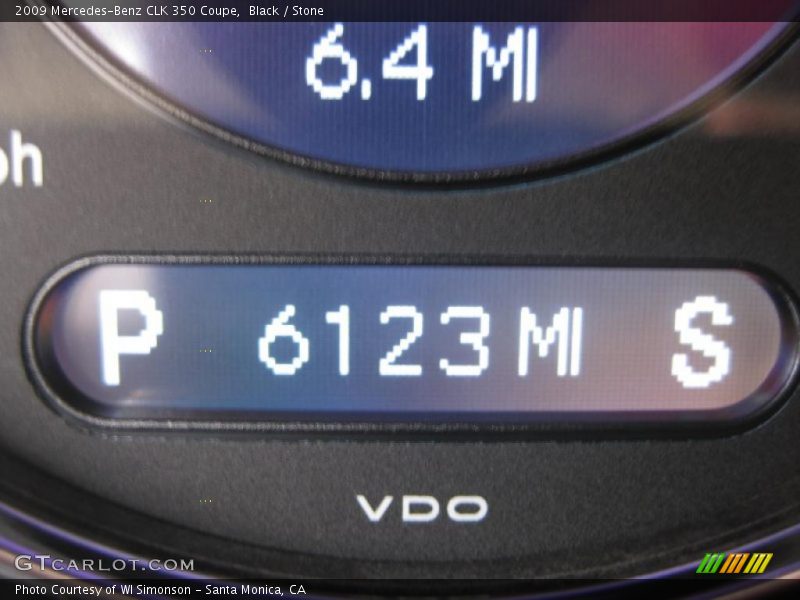 2009 Mercedes-Benz CLK 350 Coupe, Black / Stone
6.4 MI
ph
P 6123 MI S
VDO
GTCARLOT.COM
Photo Courtesy of WI Simonson - Santa Monica, CA